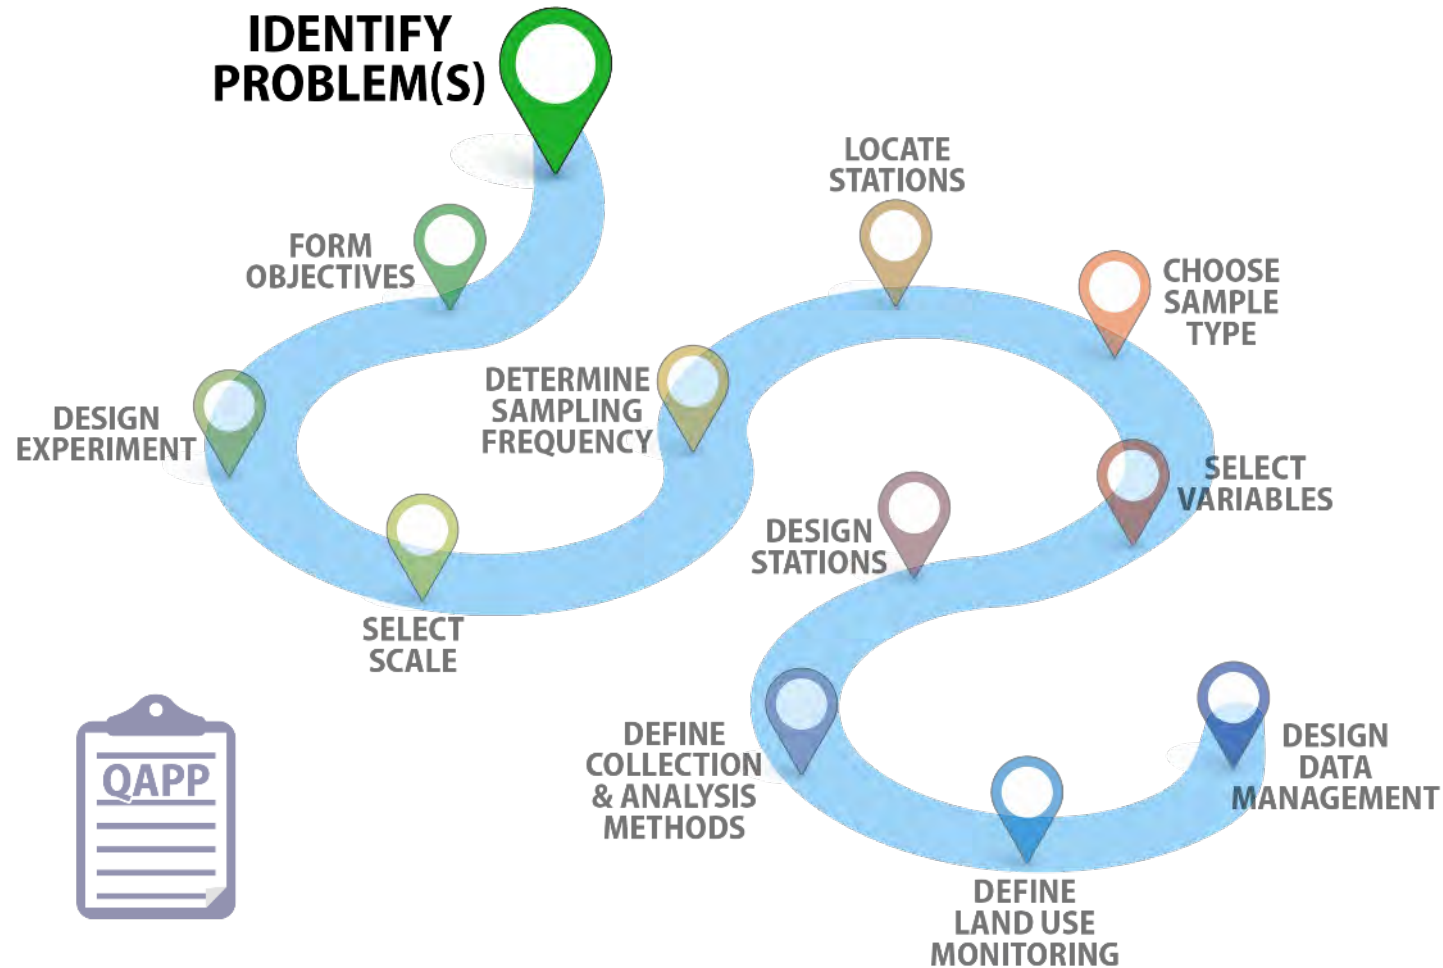 IDENTIFY
PROBLEM(S)
FORM
OBJECTIVES
DESIGN
EXPERIMENT
SELECT
SCALE
DETERMINE
SAMPLING
FREQUENCY
LOCATE
STATIONS
CHOOSE
SAMPLE
TYPE
SELECT
VARIABLES
DESIGN
STATIONS
DEFINE
COLLECTION
& ANALYSIS
METHODS
DEFINE
LAND USE
MONITORING
DESIGN
DATA
MANAGEMENT
QAPP